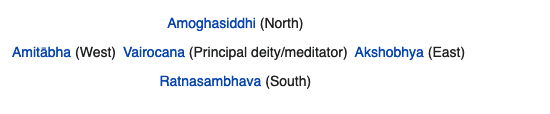 Amoghasiddhi (North)
Amitābha (West) Vairocana (Principal deity/meditator) Akshobhya (East)
Ratnasambhava (South)